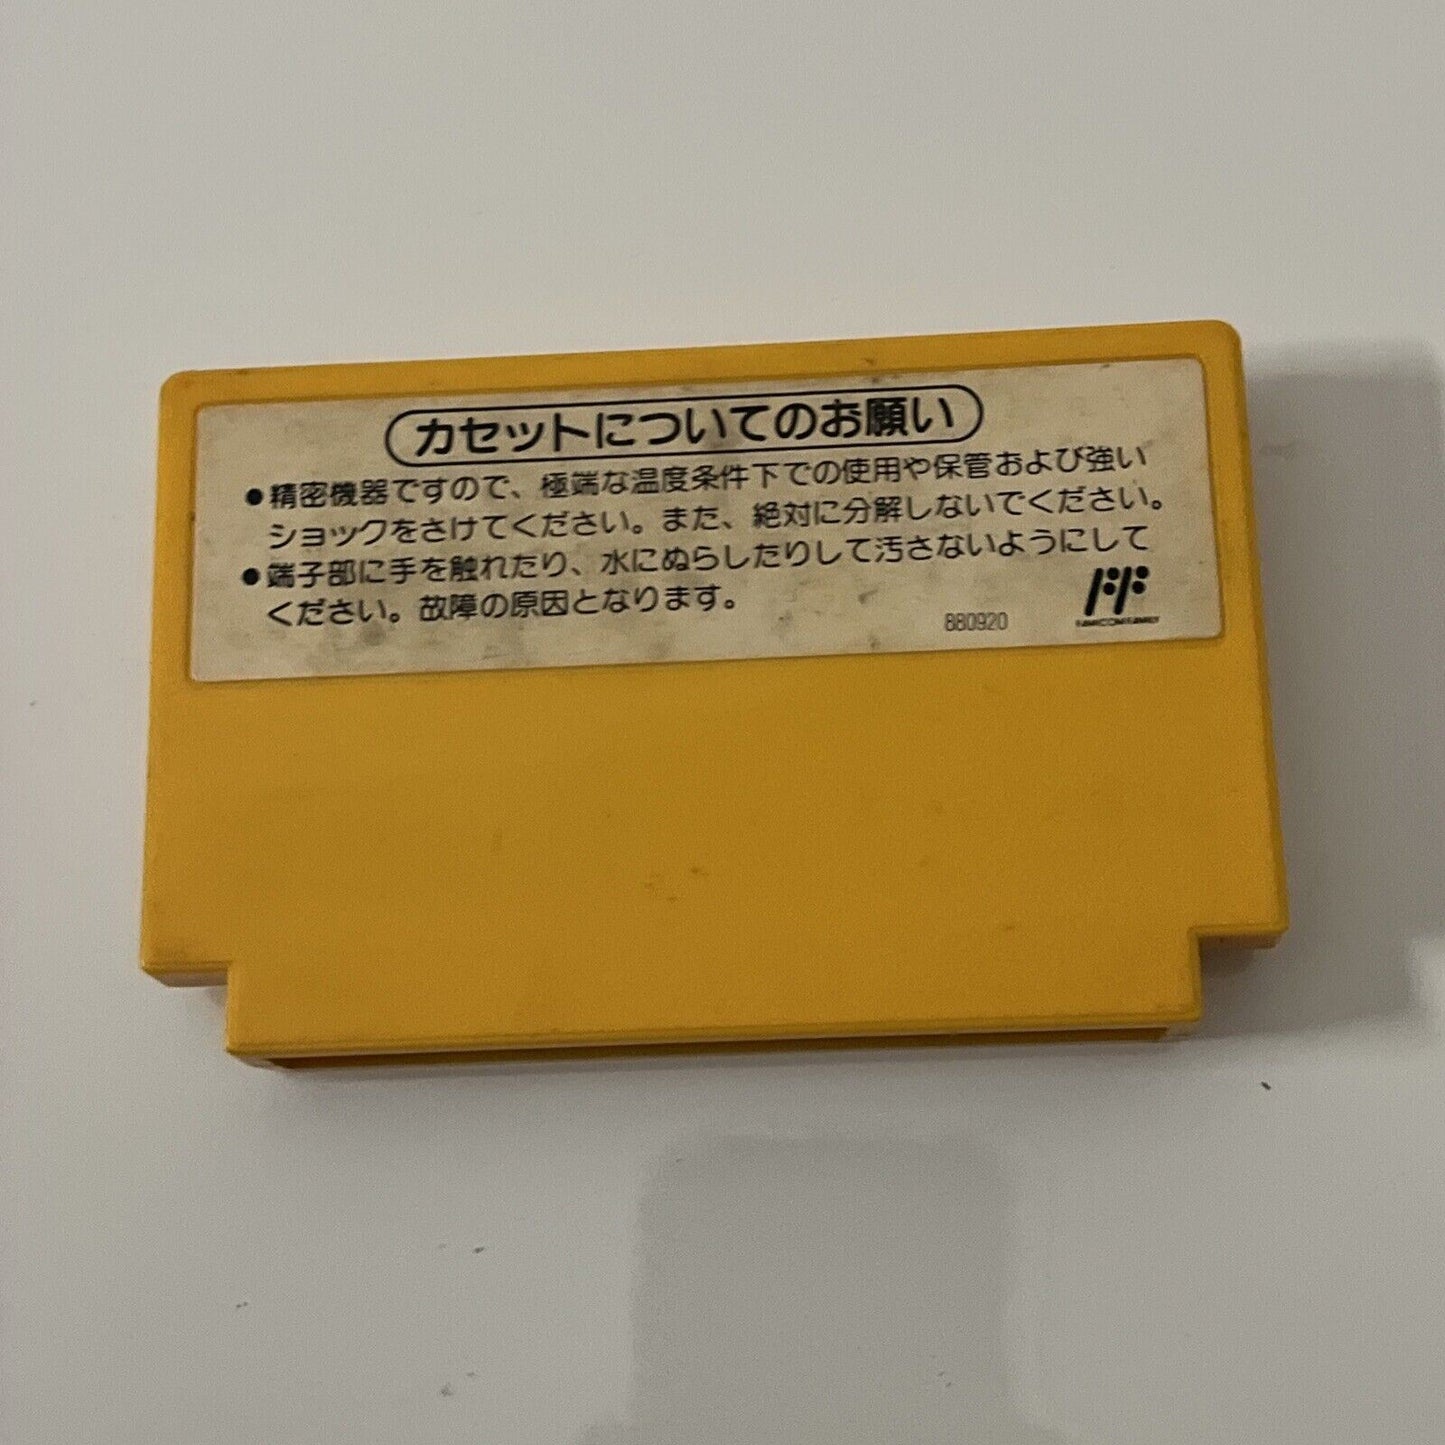 カセットについてのお願い
●精密機器ですので、極端な温度条件下での使用や保管および強い
ショックをさけてください。また、絶対に分解しないでください。
●端子部に手を触れたり、水にぬらしたりして汚さないようにして
ください。故障の原因となります。
880920
FF
FAMICOM FAMILY